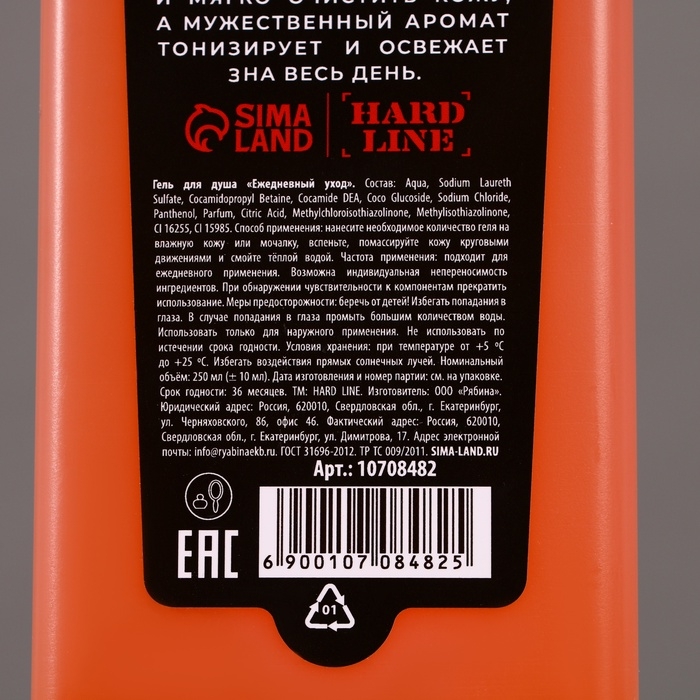 И МЯГКО ОЧИСТИТЬ КОЖУ,
А МУЖЕСТВЕННЫЙ АРОМАТ
ТОНИЗИРУЕТ И ОСВЕЖАЕТ
ЗНА ВЕСЬ ДЕНЬ.
SIMA LAND
HARD LINE
Гель для душа «Ежедневный уход». Состав: Aqua, Sodium Laureth
Sulfate, Cocamidopropyl Betaine, Cocamide DEA, Coco Glucoside, Sodium Chloride,
Panthenol, Parfum, Citric Acid, Methylchloroisothiazolinone, Methylisothiazolinone,
CI 16255, CI 15985. Способ применения: нанесите необходимое количество геля на
влажную кожу или мочалку, вспеньте, помассируйте кожу круговыми
движениями и смойте тёплой водой. Частота применения: подходит для
ежедневного применения. Возможна индивидуальная непереносимость
ингредиентов. При обнаружении чувствительности к компонентам прекратить
использование. Меры предосторожности: беречь от детей! Избегать попадания в
глаза. В случае попадания в глаза промыть большим количеством воды.
Использовать только для наружного применения. Не использовать по
истечении срока годности. Условия хранения: при температуре от +5 ºС
до +25 ºС. Избегать воздействия прямых солнечных лучей. Номинальный
объём: 250 мл (± 10 мл). Дата изготовления и номер партии: см. на упаковке.
Срок годности: 36 месяцев. ТМ: HARD LINE. Изготовитель: ООО «Рябина».
Юридический адрес: Россия, 620010, Свердловская обл., г. Екатеринбург,
ул. Черняховского, 86, офис 46. Фактический адрес: Россия, 620010,
Свердловская обл., г. Екатеринбург, ул. Димитрова, 17. Адрес электронной
почты: info@ryabinaekb.ru. ГОСТ 31696-2012. ТР ТС 009/2011. SIMA-LAND.RU
Арт.: 10708482
EAC
6 900107 084825
01